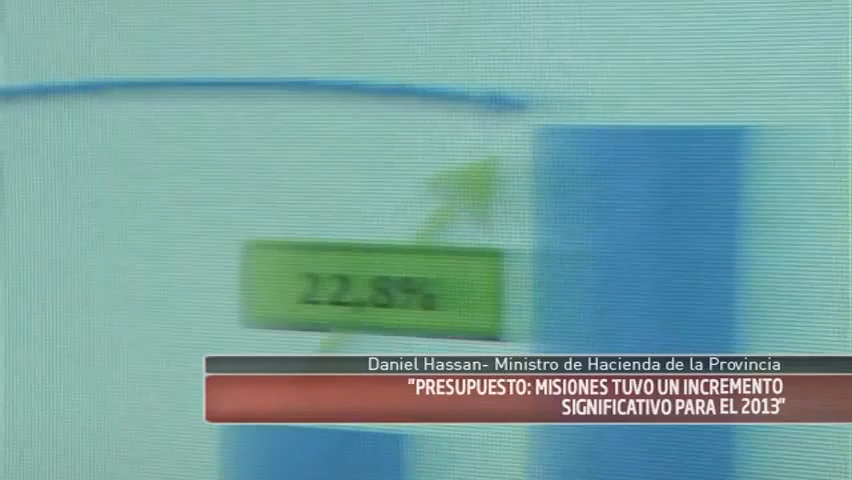 22,8%
Daniel Hassan- Ministro de Hacienda de la Provincia
"PRESUPUESTO: MISIONES TUVO UN INCREMENTO
SIGNIFICATIVO PARA EL 2013"